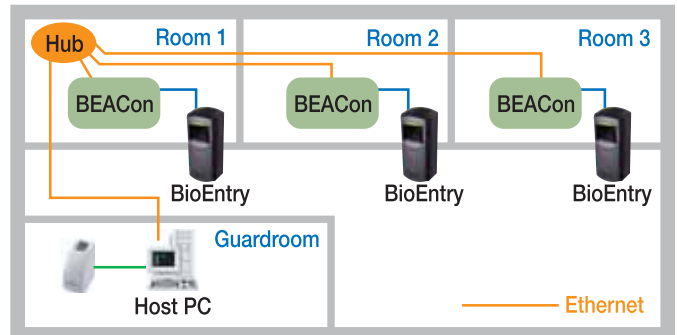 Hub
Room 1
Room 2
Room 3
BEACon
BEACon
BEACon
BioEntry
BioEntry
BioEntry
Guardroom
Host PC
Ethernet